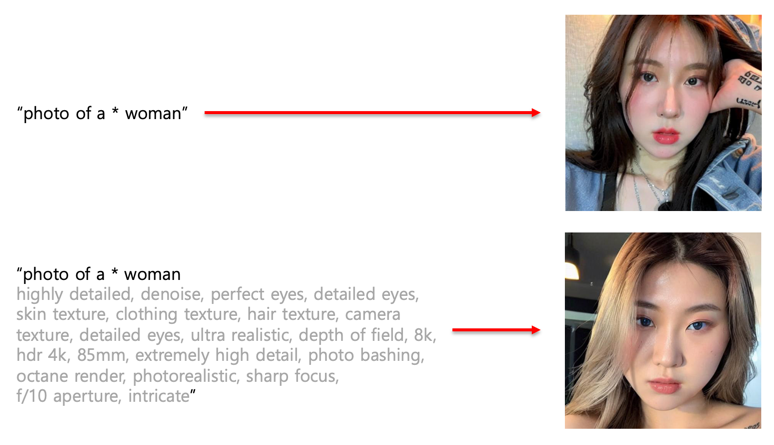 “photo of a * woman”
“photo of a * woman
highly detailed, denoise, perfect eyes, detailed eyes,
skin texture, clothing texture, hair texture, camera
texture, detailed eyes, ultra realistic, depth of field, 8k,
hdr 4k, 85mm, extremely high detail, photo bashing,
octane render, photorealistic, sharp focus,
f/10 aperture, intricate”